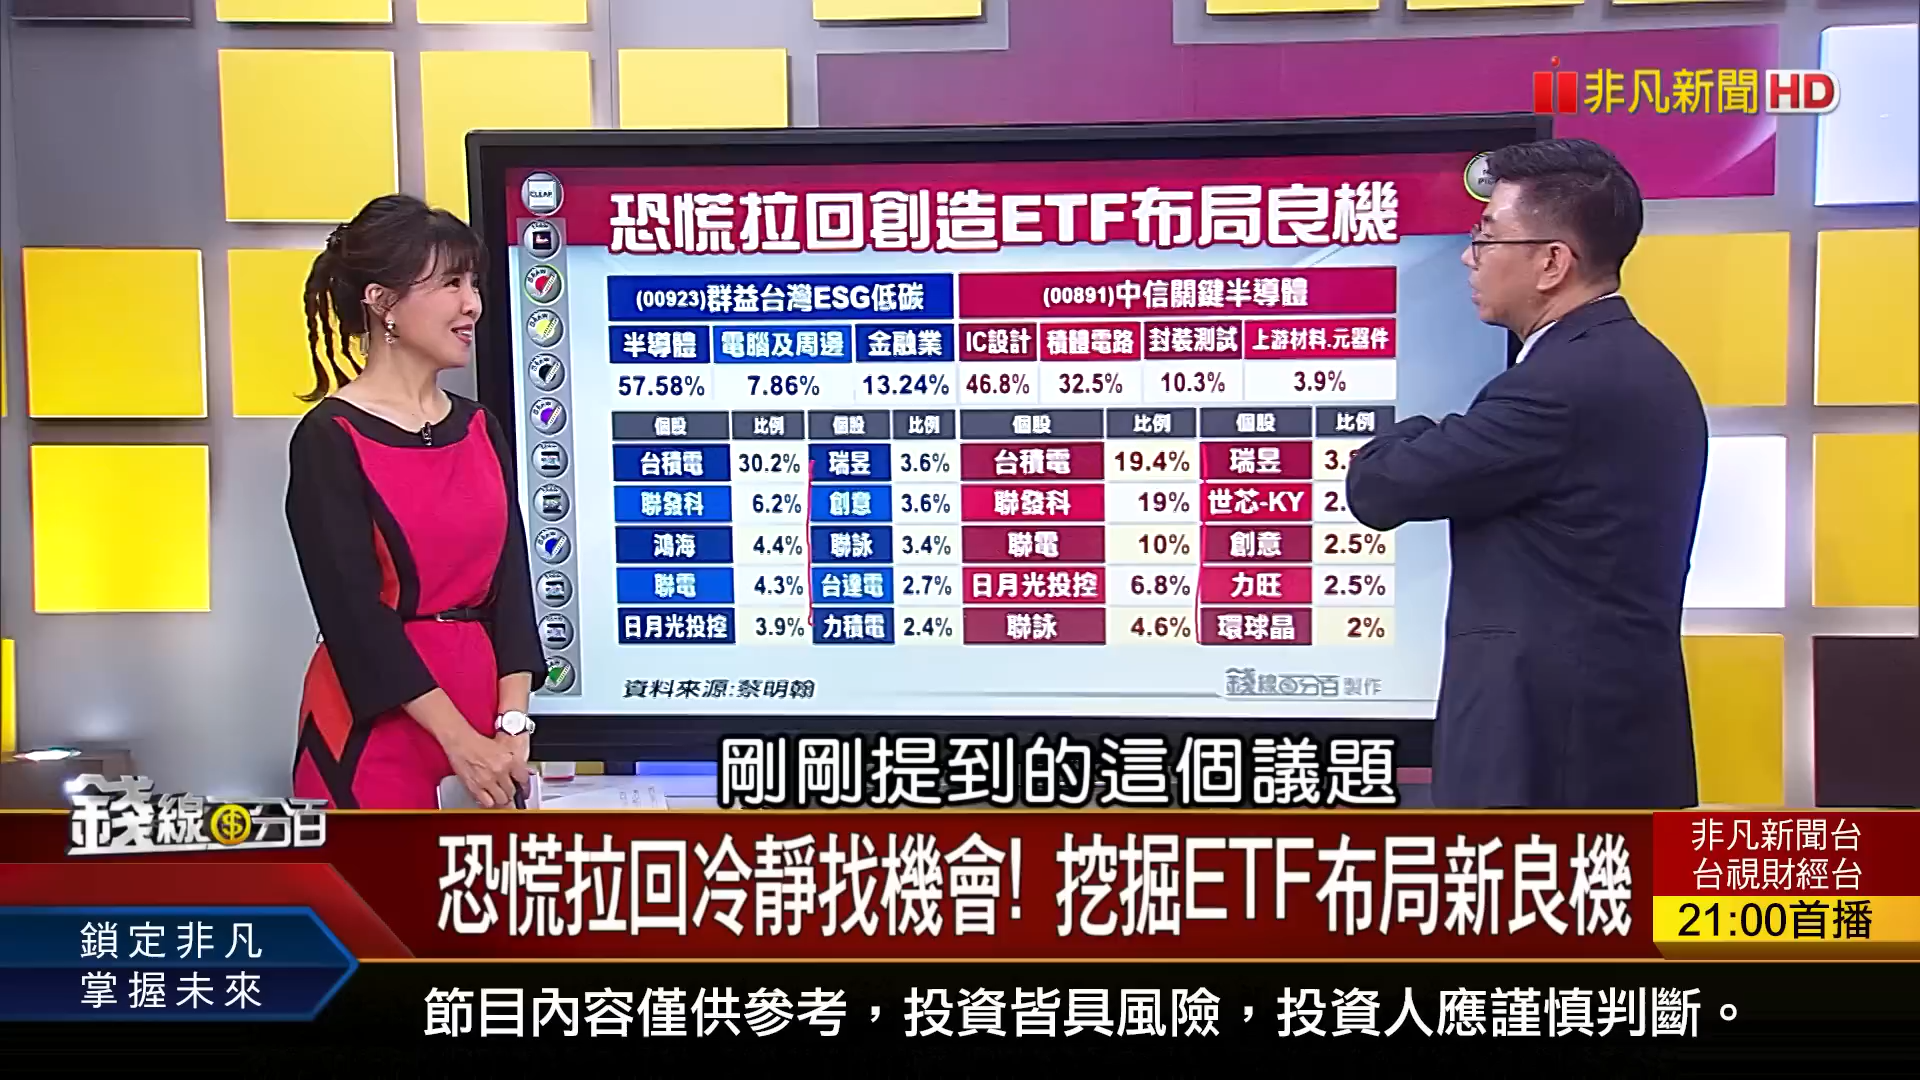 非凡新聞HD
CLEAR
恐慌拉回創造ETF布局良機
(00923)群益台灣ESG低碳 (00891)中信關鍵半導體
半導體 電腦及周邊 金融業 IC設計 積體電路 封裝測試 上游材料.元器件
57.58% 7.86% 13.24% 46.8% 32.5% 10.3% 3.9%
個股 比例 個股 比例 個股 比例 個股 比例
台積電 30.2% 瑞昱 3.6% 台積電 19.4% 瑞昱 3.
聯發科 6.2% 創意 3.6% 聯發科 19% 世芯-KY 2.
鴻海 4.4% 聯詠 3.4% 聯電 10% 創意 2.5%
聯電 4.3% 台達電 2.7% 日月光投控 6.8% 力旺 2.5%
日月光投控 3.9% 力積電 2.4% 聯詠 4.6% 環球晶 2%
資料來源:蔡明翰
錢線百分百 製作
剛剛提到的這個議題
錢線百分百
恐慌拉回冷靜找機會! 挖掘ETF布局新良機
非凡新聞台
台視財經台
21:00首播
鎖定非凡
掌握未來
節目內容僅供參考，投資皆具風險，投資人應謹慎判斷。